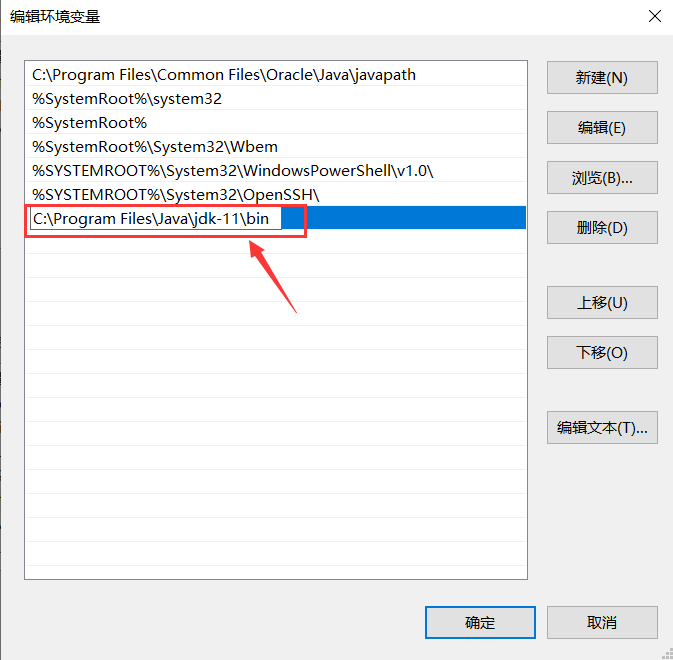 编辑环境变量
C:\Program Files\Common Files\Oracle\Java\javapath
%SystemRoot%\system32
%SystemRoot%
%SystemRoot%\System32\Wbem
%SYSTEMROOT%\System32\WindowsPowerShell\v1.0\
%SYSTEMROOT%\System32\OpenSSH\
C:\Program Files\Java\jdk-11\bin
新建(N)
编辑(E)
浏览(B)...
删除(D)
上移(U)
下移(O)
编辑文本(T)...
确定
取消